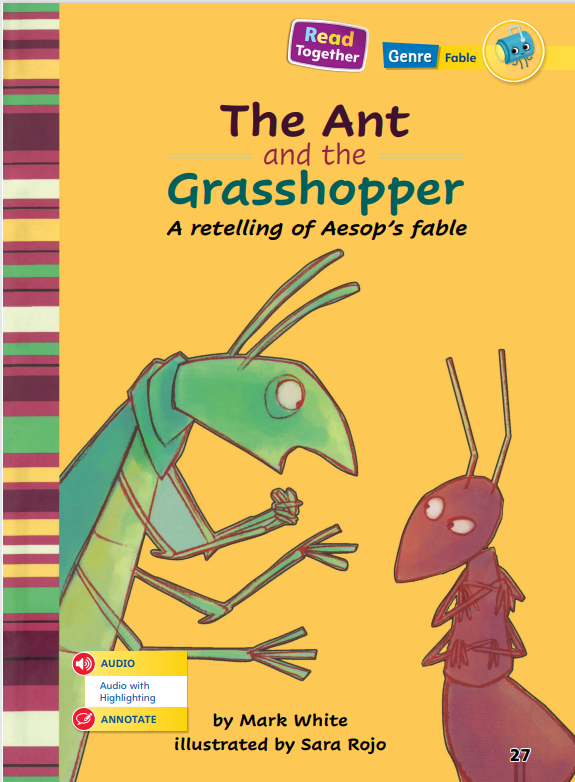 Read
Together
Genre Fable
The Ant
and the
Grasshopper
A retelling of Aesop's fable
AUDIO
Audio with
Highlighting
ANNOTATE
by Mark White
illustrated by Sara Rojo
27